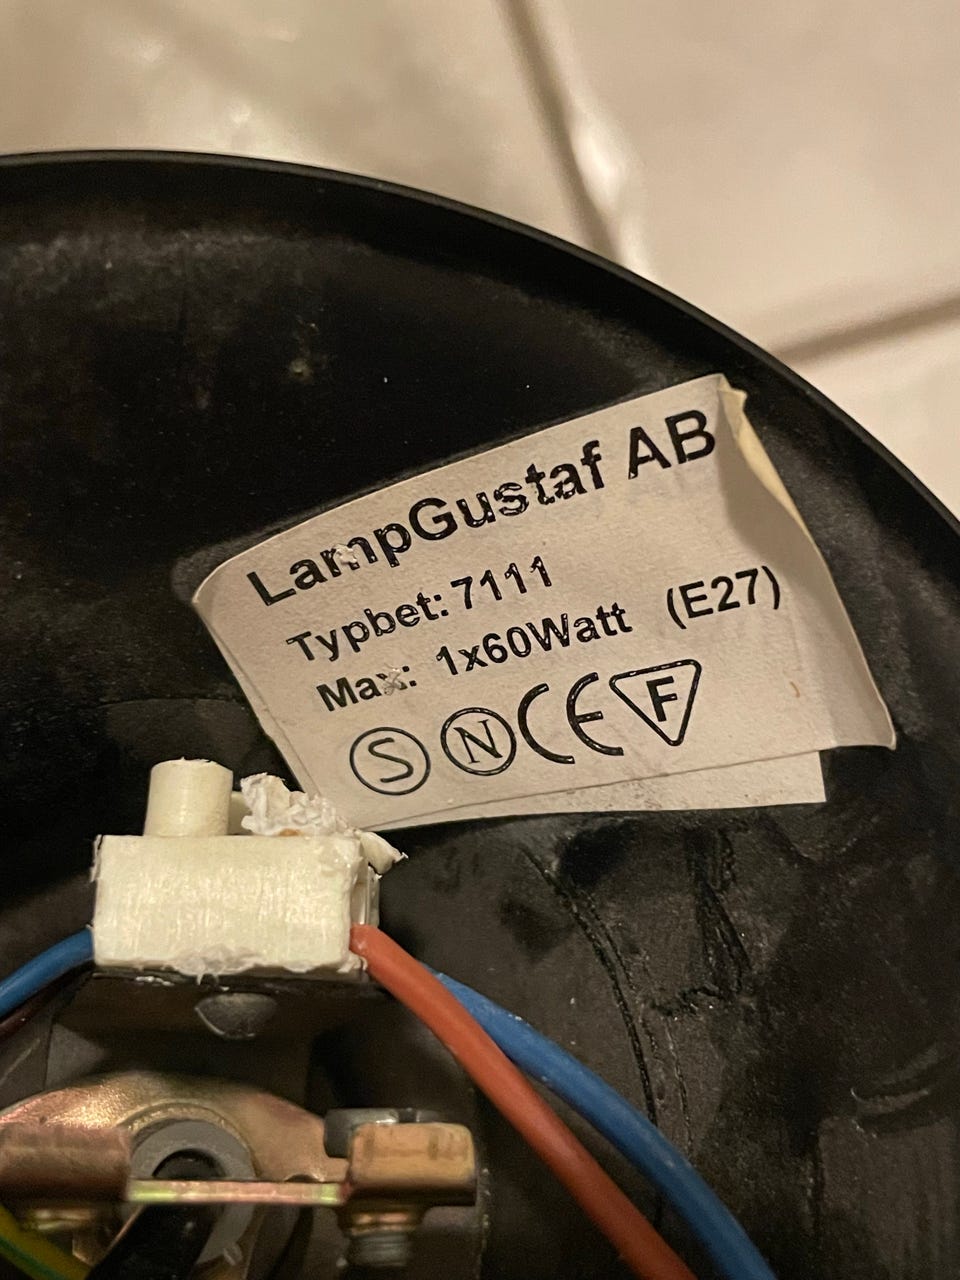 LampGustaf AB
Typbet: 7111
Max: 1x60Watt (E27)
S N CE F